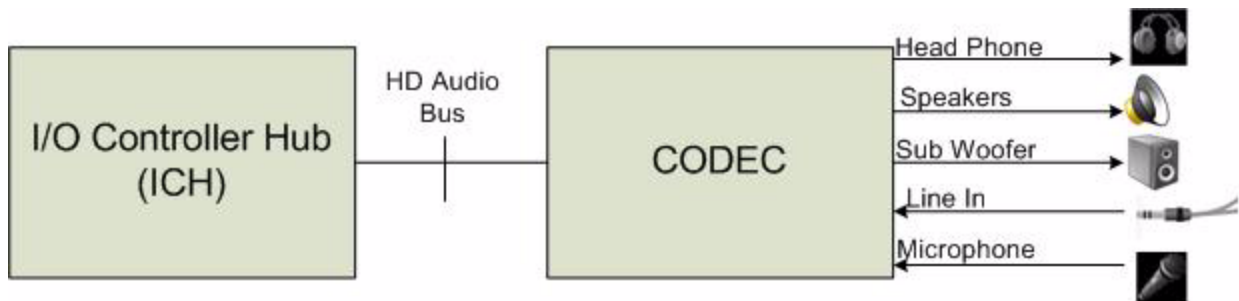 I/O Controller Hub
(ICH)
HD Audio
Bus
CODEC
Head Phone
Speakers
Sub Woofer
Line In
Microphone